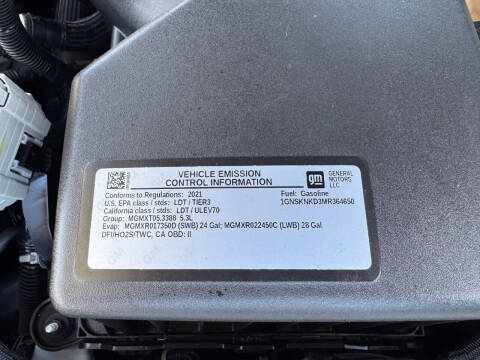 VEHICLE EMISSION
CONTROL INFORMATION
gm
GENERAL
MOTORS
LLC
Conforms to Regulations: 2021
Fuel: Gasoline
U.S. EPA class / stds: LDT / TIER3
1GNSKNKD3MR364650
California class / stds: LDT / ULEV70
Group: MGMXT05.3388 5.3L
Evap: MGMXR017350D (SWB) 24 Gal; MGMXR022450C (LWB) 28 Gal
DFI/HO2S/TWC, CA OBD: II